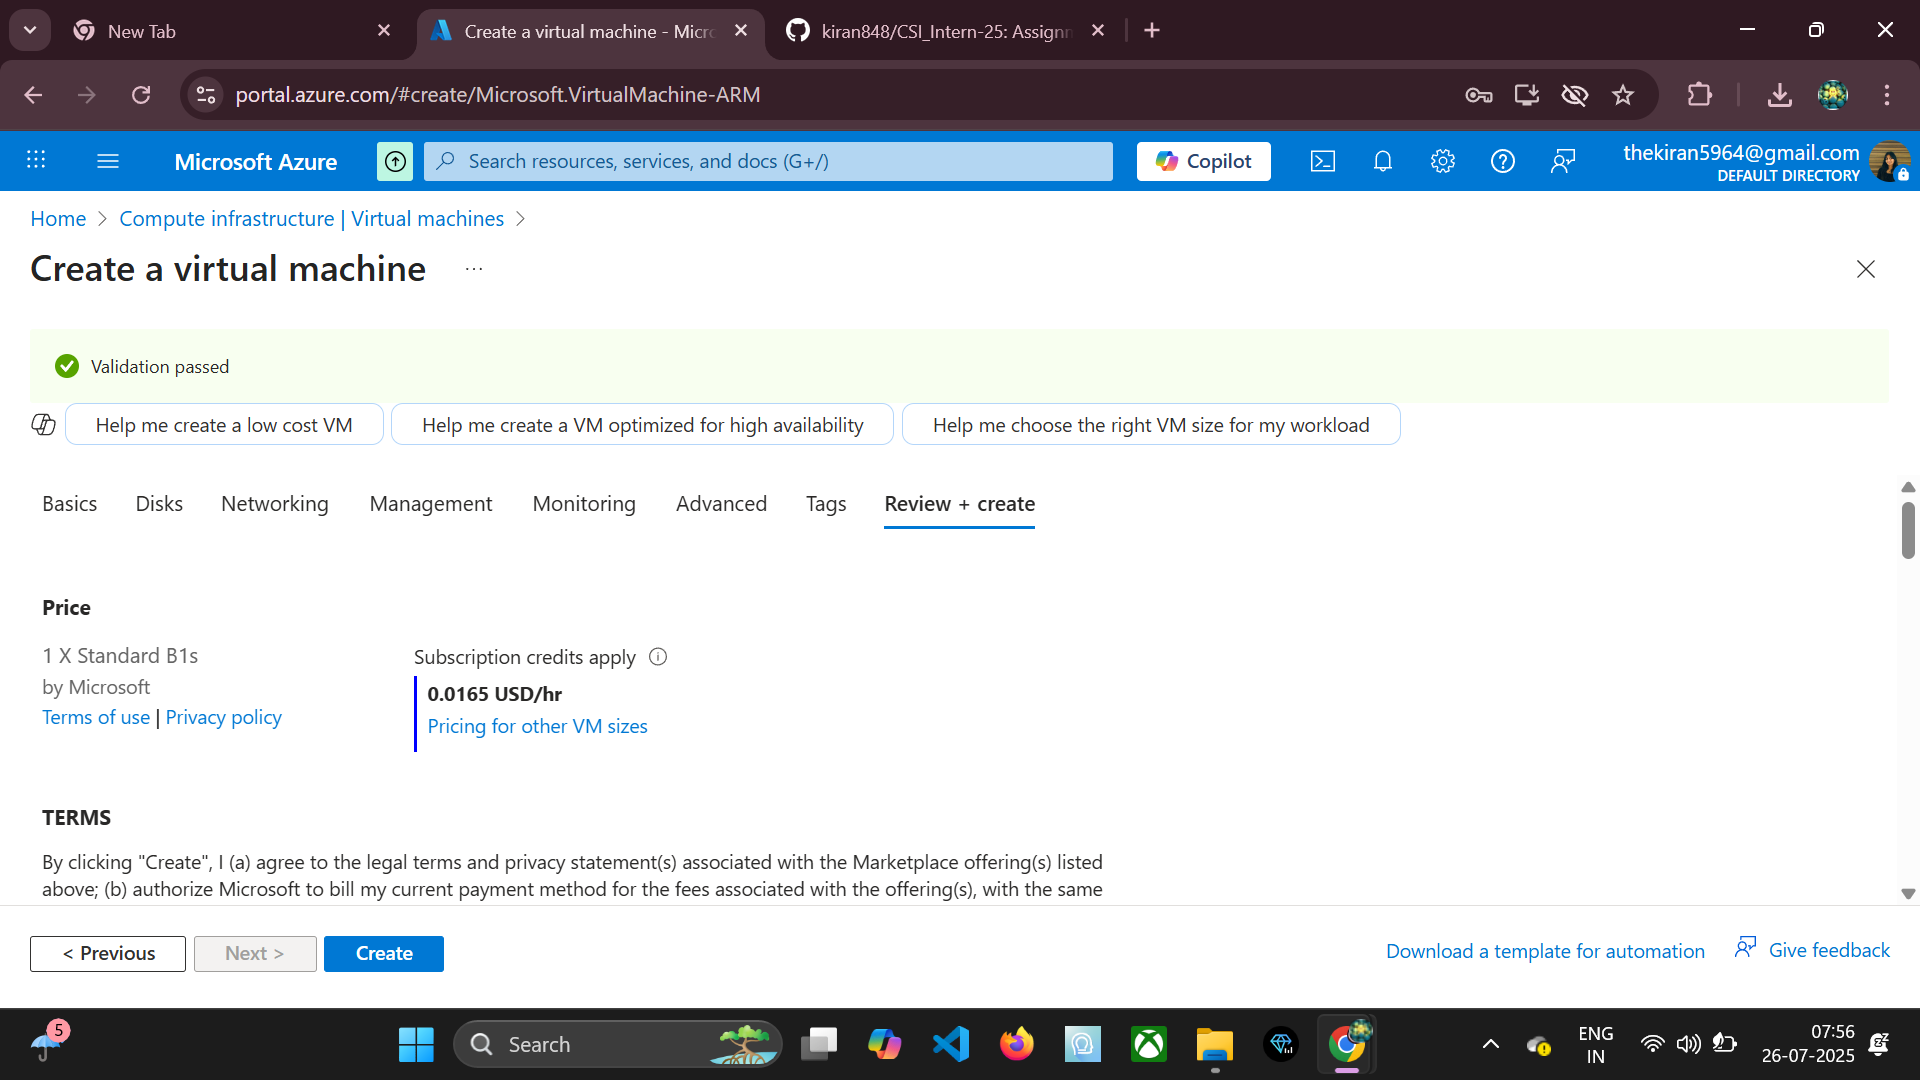 New Tab
Create a virtual machine - Micro
kiran848/CSI_Intern-25: Assignm
portal.azure.com/#create/Microsoft.VirtualMachine-ARM
Microsoft Azure
Search resources, services, and docs (G+/)
Copilot
thekiran5964@gmail.com
DEFAULT DIRECTORY
Home > Compute infrastructure | Virtual machines >
Create a virtual machine ...
Validation passed
Help me create a low cost VM
Help me create a VM optimized for high availability
Help me choose the right VM size for my workload
Basics
Disks
Networking
Management
Monitoring
Advanced
Tags
Review + create
Price
1 X Standard B1s
by Microsoft
Terms of use | Privacy policy
Subscription credits apply
0.0165 USD/hr
Pricing for other VM sizes
TERMS
By clicking "Create", I (a) agree to the legal terms and privacy statement(s) associated with the Marketplace offering(s) listed
above; (b) authorize Microsoft to bill my current payment method for the fees associated with the offering(s), with the same
< Previous
Next >
Create
Download a template for automation
Give feedback
5
Search
ENG
IN
07:56
26-07-2025